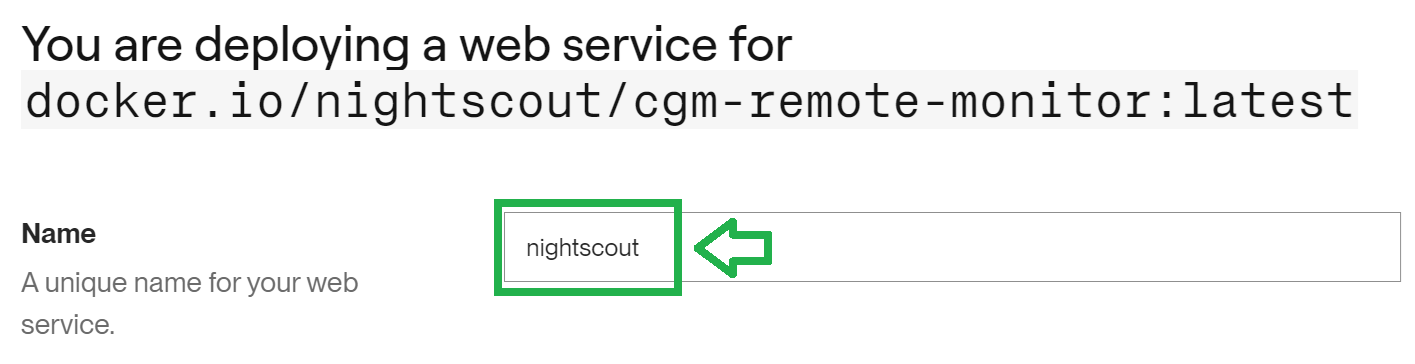 You are deploying a web service for
docker.io/nightscout/cgm-remote-monitor:latest
Name
nightscout
A unique name for your web
service.